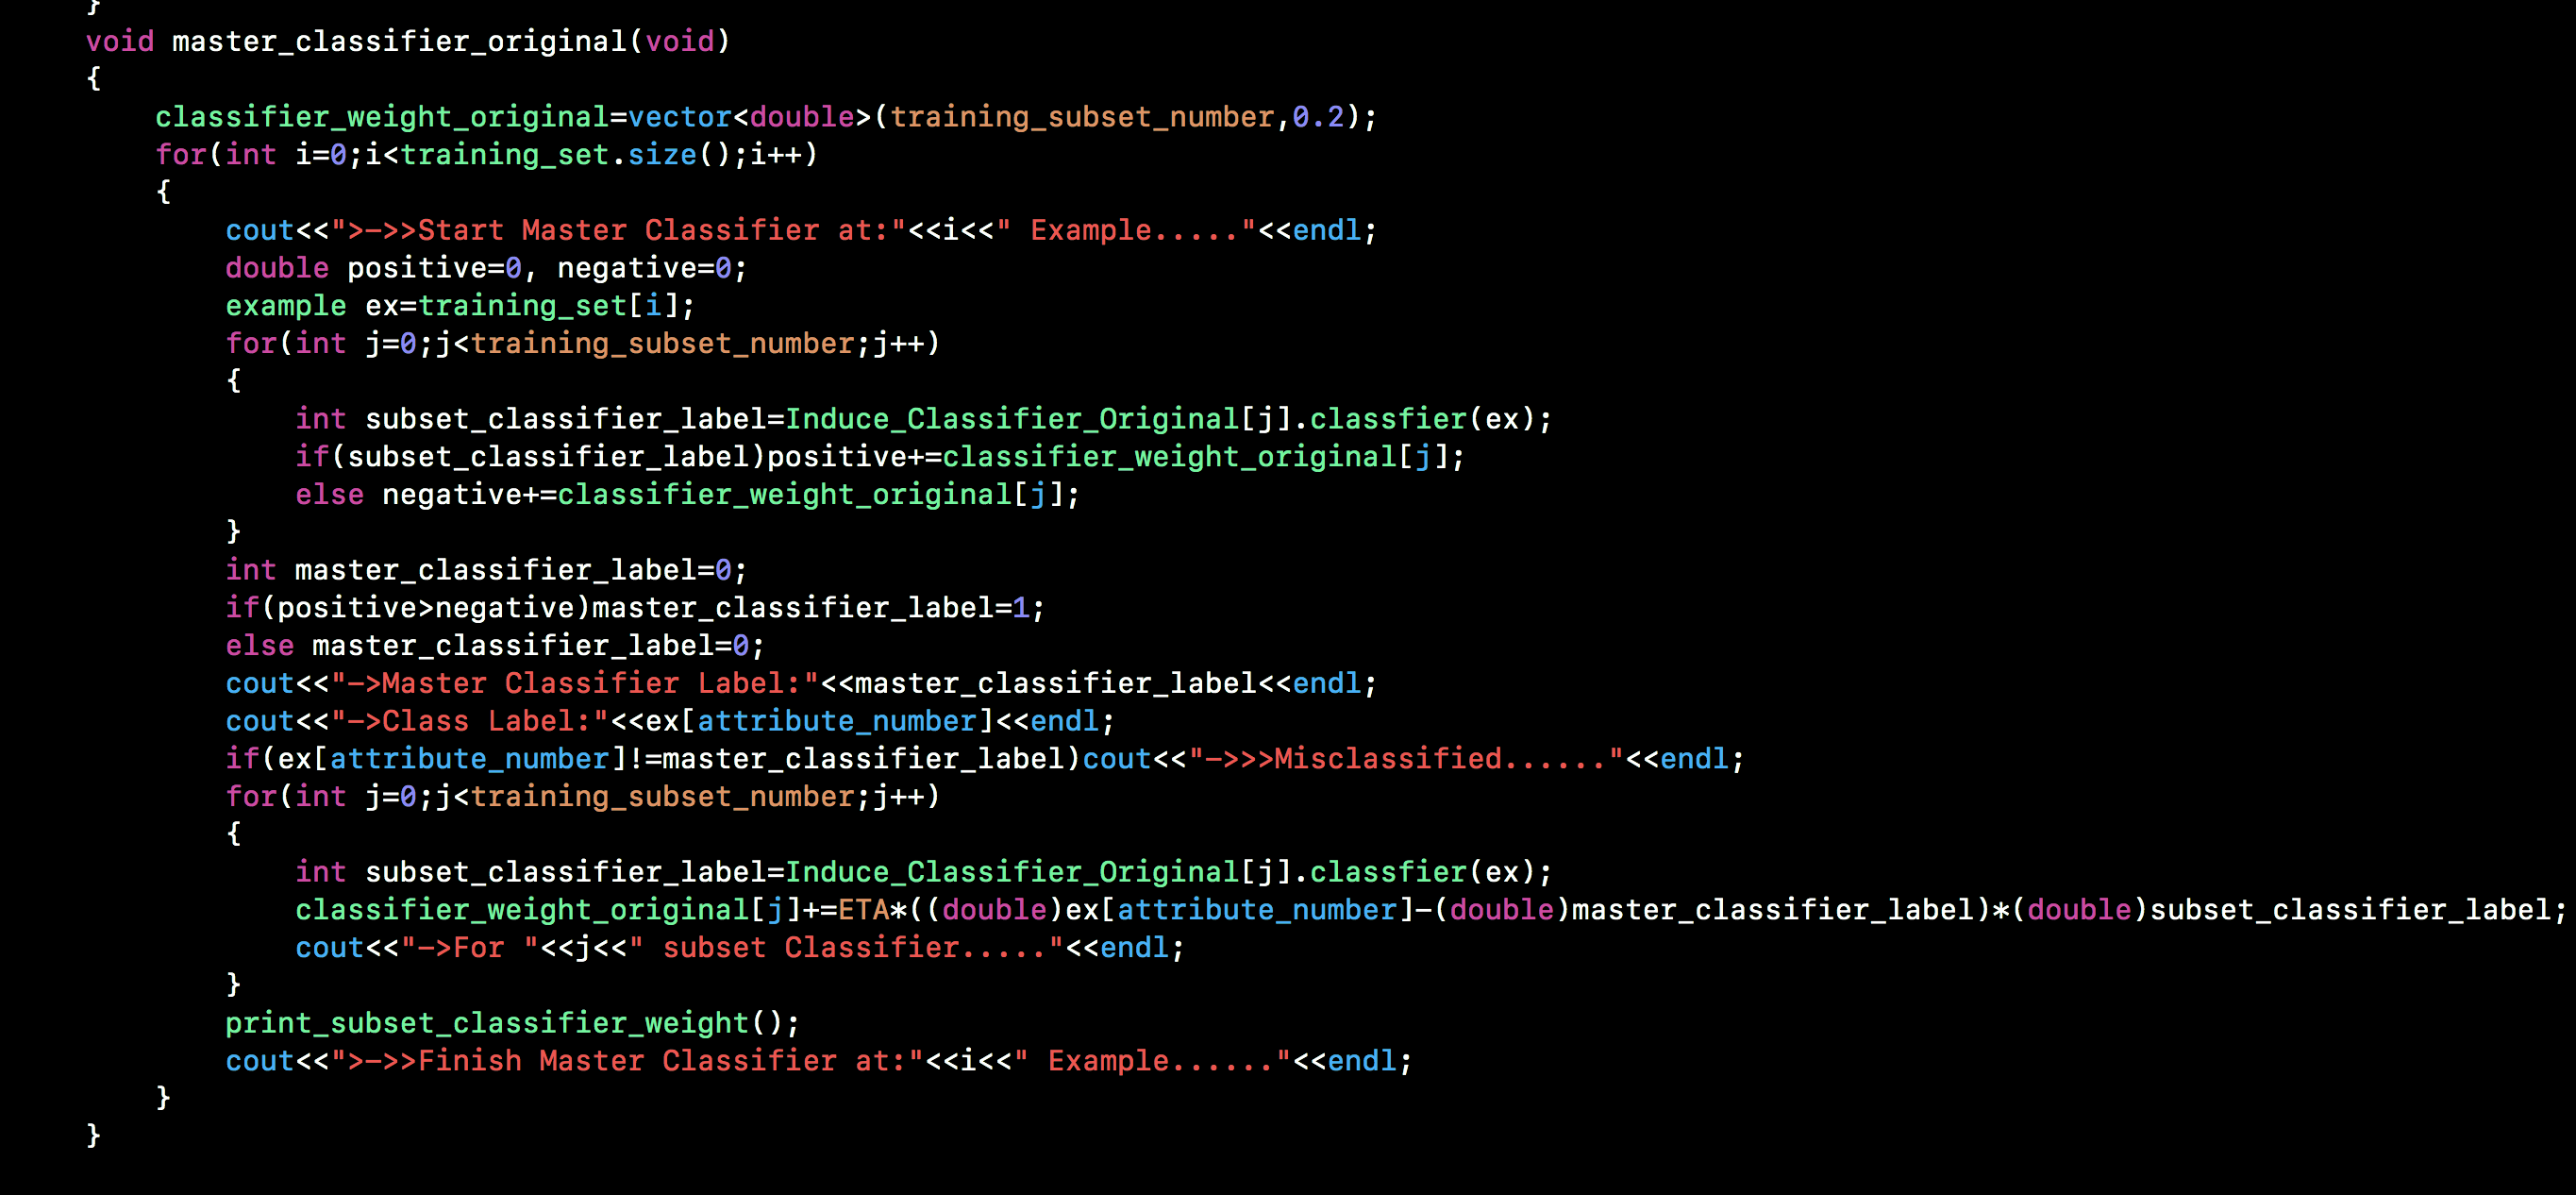 }
void master_classifier_original(void)
{
classifier_weight_original=vector<double>(training_subset_number,0.2);
for(int i=0;i<training_set.size();i++)
{
cout<<">->>Start Master Classifier at:"<<i<<" Example....."<<endl;
double positive=0, negative=0;
example ex=training_set[i];
for(int j=0;j<training_subset_number;j++)
{
int subset_classifier_label=Induce_Classifier_Original[j].classfier(ex);
if(subset_classifier_label)positive+=classifier_weight_original[j];
else negative+=classifier_weight_original[j];
}
int master_classifier_label=0;
if(positive>negative)master_classifier_label=1;
else master_classifier_label=0;
cout<<"->Master Classifier Label:"<<master_classifier_label<<endl;
cout<<"->Class Label:"<<ex[attribute_number]<<endl;
if(ex[attribute_number]!=master_classifier_label)cout<<"->>>Misclassified......"<<endl;
for(int j=0;j<training_subset_number;j++)
{
int subset_classifier_label=Induce_Classifier_Original[j].classfier(ex);
classifier_weight_original[j]+=ETA*((double)ex[attribute_number]-(double)master_classifier_label)*(double)subset_classifier_label;
cout<<"->For "<<j<<" subset Classifier....."<<endl;
}
print_subset_classifier_weight();
cout<<">->>Finish Master Classifier at:"<<i<<" Example......"<<endl;
}
}